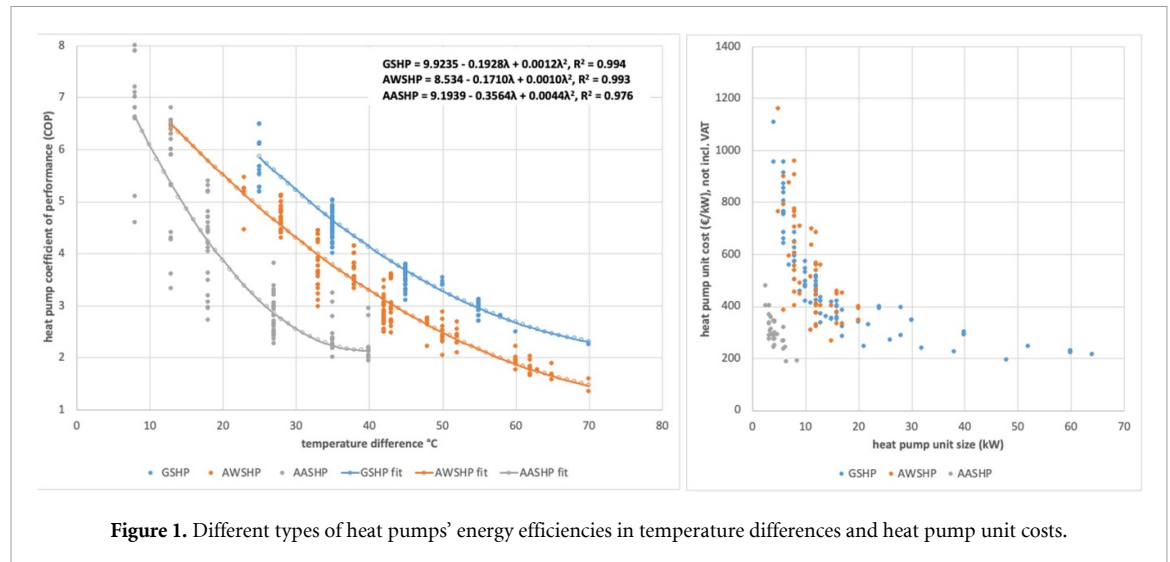 8
7
6
5
4
3
2
1
heat pump coefficient of performance (COP)
GSHP = 9.9235 - 0.1928λ + 0.0012λ², R² = 0.994
AWSHP = 8.534 - 0.1710λ + 0.0010λ², R² = 0.993
AASHP = 9.1939 - 0.3564λ + 0.0044λ², R² = 0.976
0 10 20 30 40 50 60 70 80
temperature difference °C
GSHP AWSHP AASHP GSHP fit AWSHP fit AASHP fit
1400
1200
1000
800
600
400
200
0
heat pump unit cost (€/kW), not incl. VAT
0 10 20 30 40 50 60 70
heat pump unit size (kW)
GSHP AWSHP AASHP
Figure 1. Different types of heat pumps’ energy efficiencies in temperature differences and heat pump unit costs.